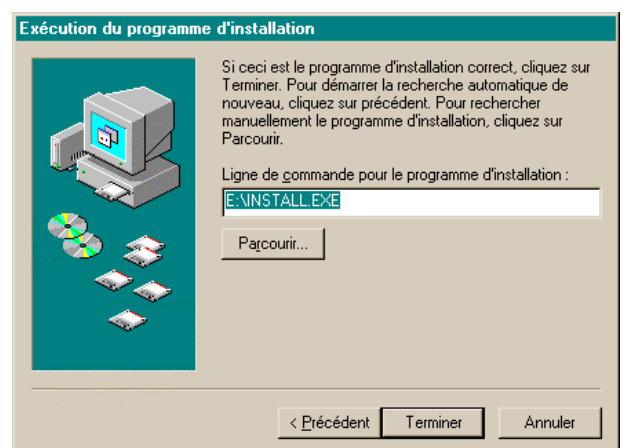 Exécution du programme d'installation
Si ceci est le programme d'installation correct, cliquez sur
Terminer. Pour démarrer la recherche automatique de
nouveau, cliquez sur précédent. Pour rechercher
manuellement le programme d'installation, cliquez sur
Parcourir.
Ligne de commande pour le programme d'installation :
E:\INSTALL.EXE
Parcourir...
< Précédent
Terminer
Annuler